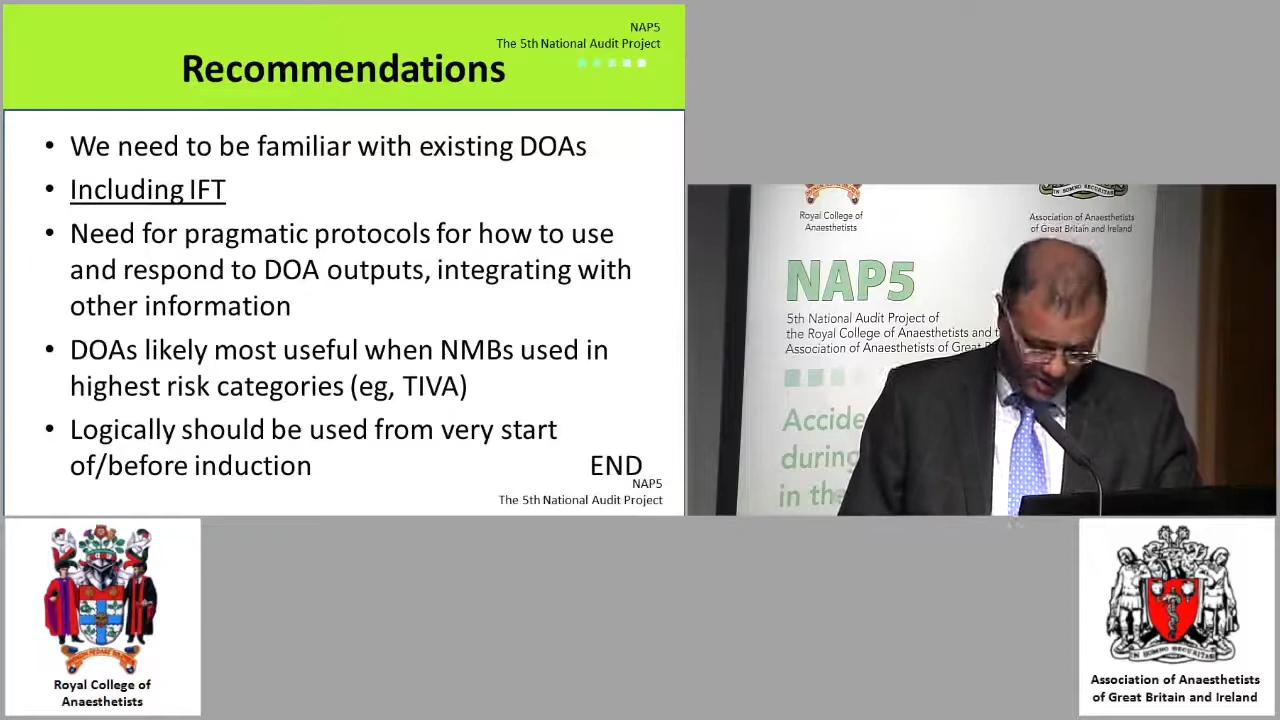 NAP5
The 5th National Audit Project
Recommendations
• We need to be familiar with existing DOAs
• Including IFT
• Need for pragmatic protocols for how to use
and respond to DOA outputs, integrating with
other information
• DOAs likely most useful when NMBs used in
highest risk categories (eg, TIVA)
• Logically should be used from very start
of/before induction
END
NAP5
The 5th National Audit Project
Royal College of
Anaesthetists
Association of Anaesthetists
of Great Britain and Ireland
NAP5
5th National Audit Project of
the Royal College of Anaesthetists and
Association of Anaesthetists of Great
Accide
during
in the
Royal College of
Anaesthetists
IN SOMNO SECURITAS
Association of Anaesthetists
of Great Britain and Ireland